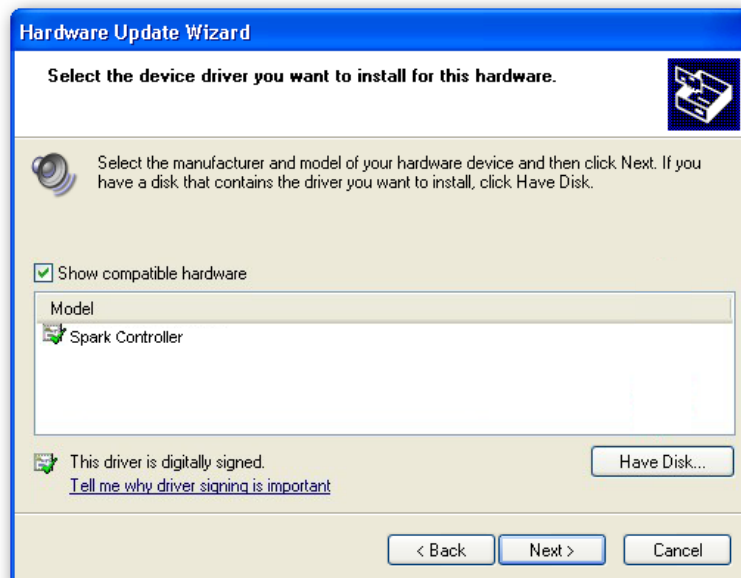 Hardware Update Wizard
Select the device driver you want to install for this hardware.
Select the manufacturer and model of your hardware device and then click Next. If you
have a disk that contains the driver you want to install, click Have Disk.
Show compatible hardware
Model
Spark Controller
This driver is digitally signed.
Tell me why driver signing is important
Have Disk...
< Back
Next >
Cancel